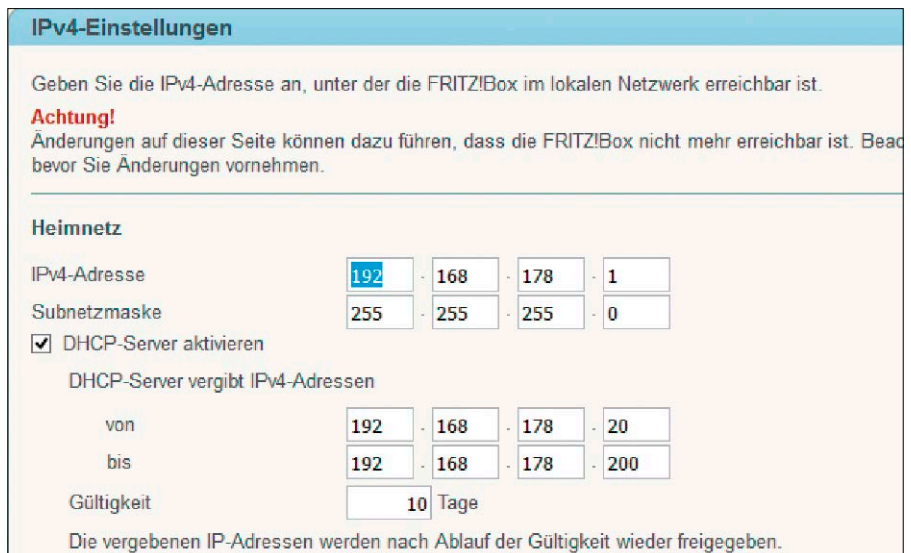 IPv4-Einstellungen
Geben Sie die IPv4-Adresse an, unter der die FRITZ!Box im lokalen Netzwerk erreichbar ist.
Achtung!
Änderungen auf dieser Seite können dazu führen, dass die FRITZ!Box nicht mehr erreichbar ist. Beac
bevor Sie Änderungen vornehmen.
Heimnetz
IPv4-Adresse 192 . 168 . 178 . 1
Subnetzmaske 255 . 255 . 255 . 0
DHCP-Server aktivieren
DHCP-Server vergibt IPv4-Adressen
von 192 . 168 . 178 . 20
bis 192 . 168 . 178 . 200
Gültigkeit 10 Tage
Die vergebenen IP-Adressen werden nach Ablauf der Gültigkeit wieder freigegeben.